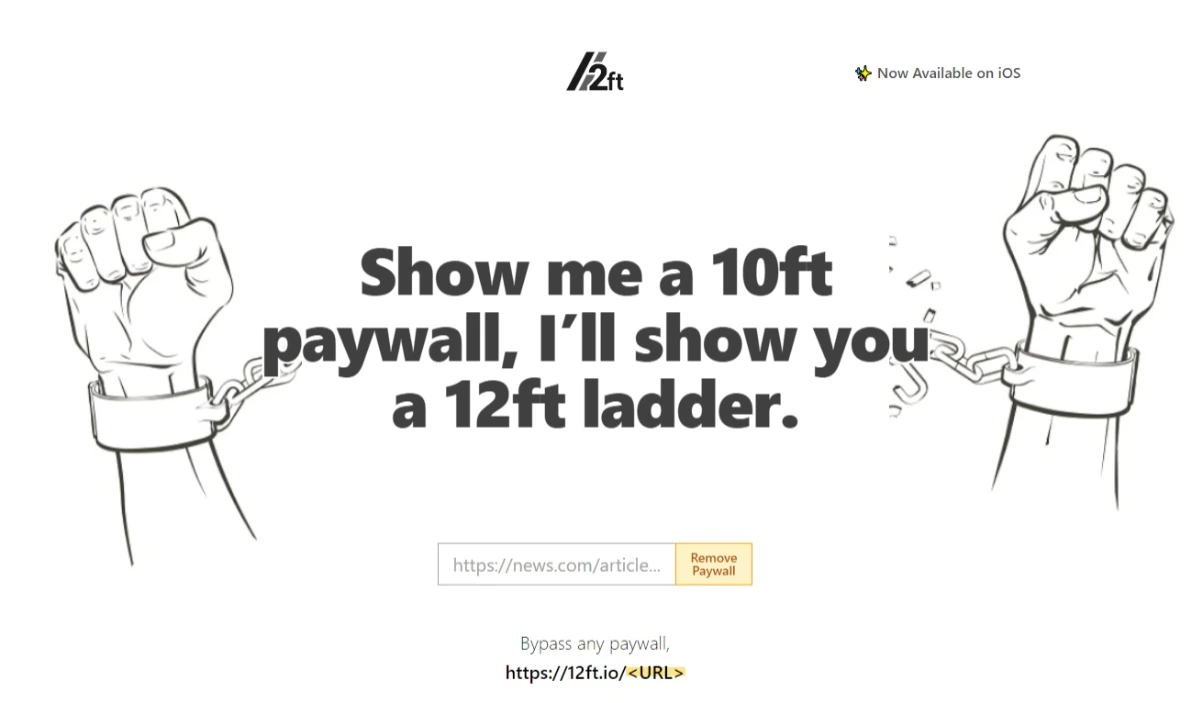 12ft
Now Available on iOS
Show me a 10ft
paywall, I’ll show you
a 12ft ladder.
https://news.com/article...
Remove
Paywall
Bypass any paywall,
https://12ft.io/<URL>